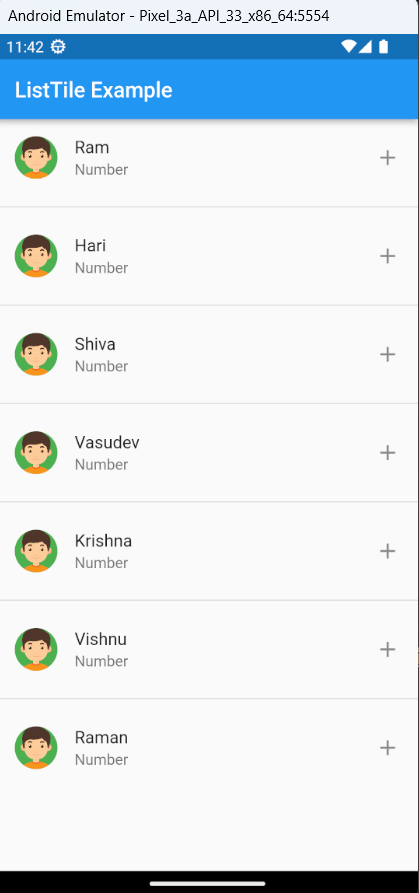 Android Emulator - Pixel_3a_API_33_x86_64:5554
11:42
ListTile Example
Ram
Number
Hari
Number
Shiva
Number
Vasudev
Number
Krishna
Number
Vishnu
Number
Raman
Number